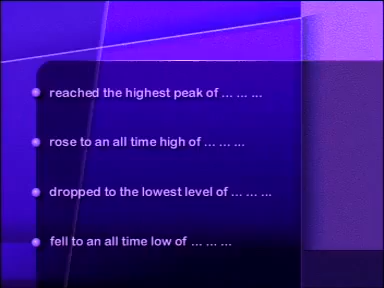 reached the highest peak of ... ... ...
rose to an all time high of ... ... ...
dropped to the lowest level of ... ... ...
fell to an all time low of ... ... ...